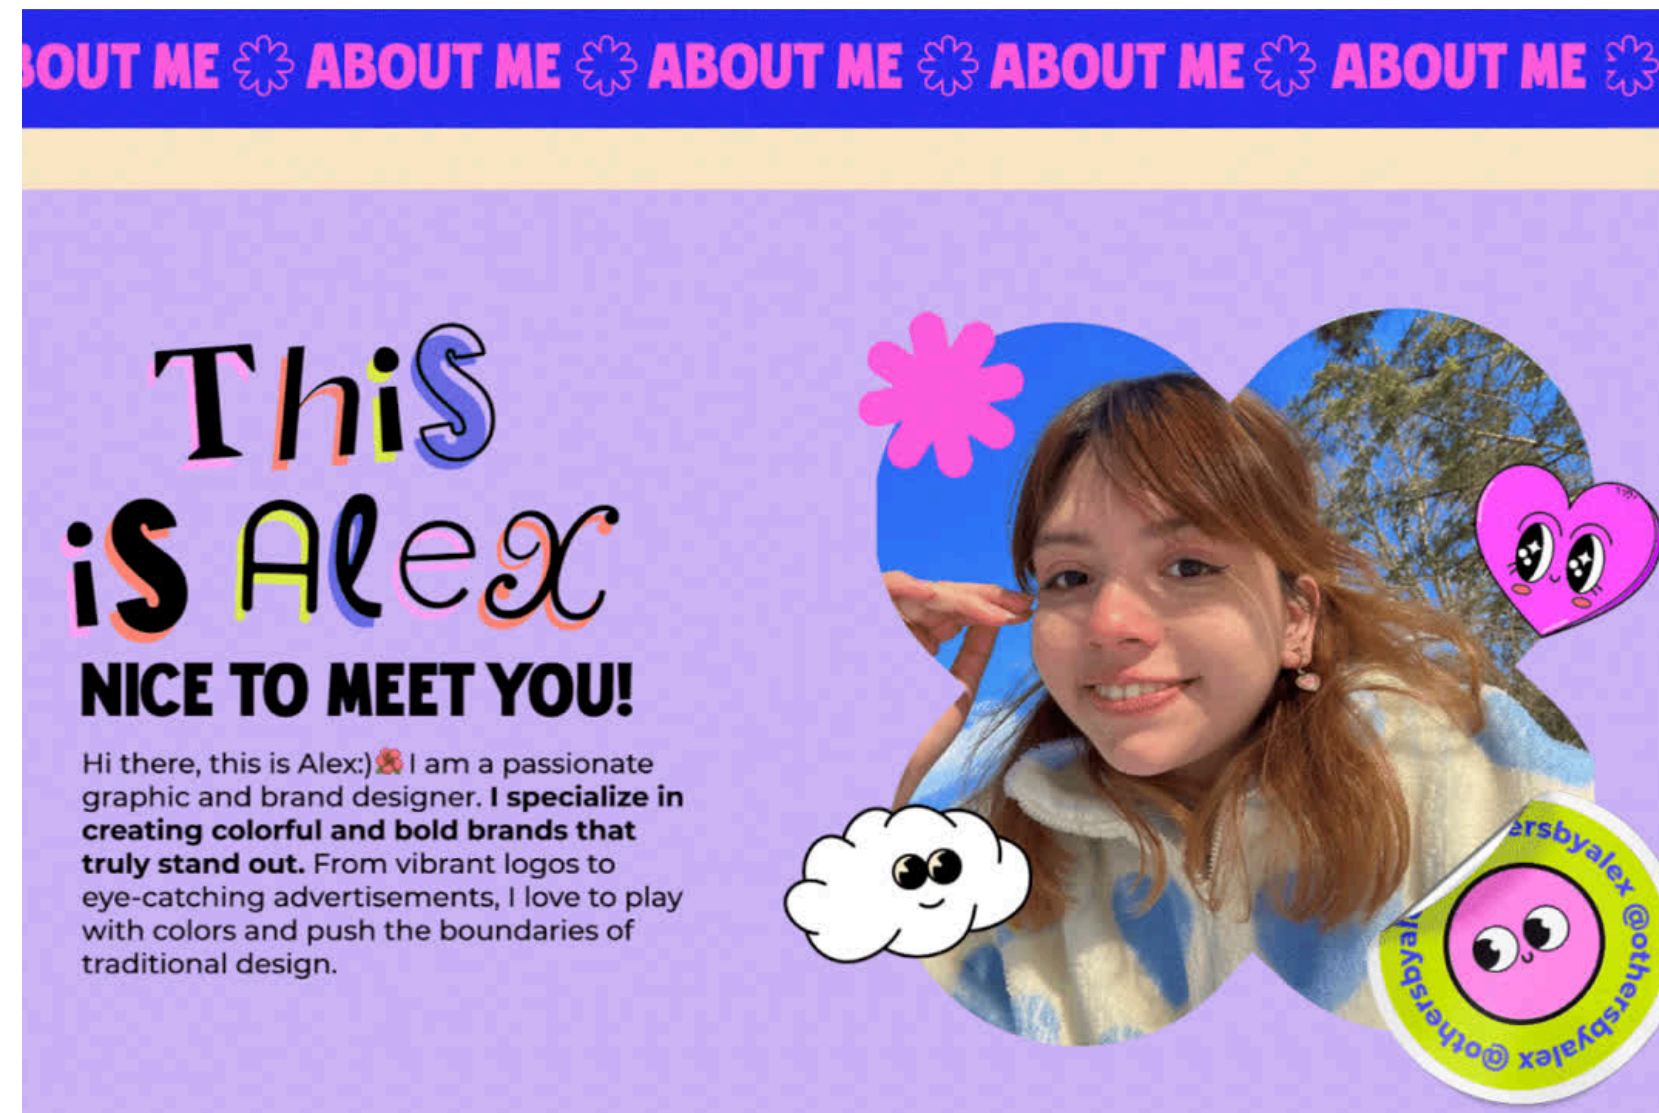 BOUT ME ABOUT ME ABOUT ME ABOUT ME ABOUT ME
This
is Alex
NICE TO MEET YOU!
Hi there, this is Alex:)🌺 I am a passionate
graphic and brand designer. I specialize in
creating colorful and bold brands that
truly stand out. From vibrant logos to
eye-catching advertisements, I love to play
with colors and push the boundaries of
traditional design.
ersbyalex @othersbyalex @othersbyale